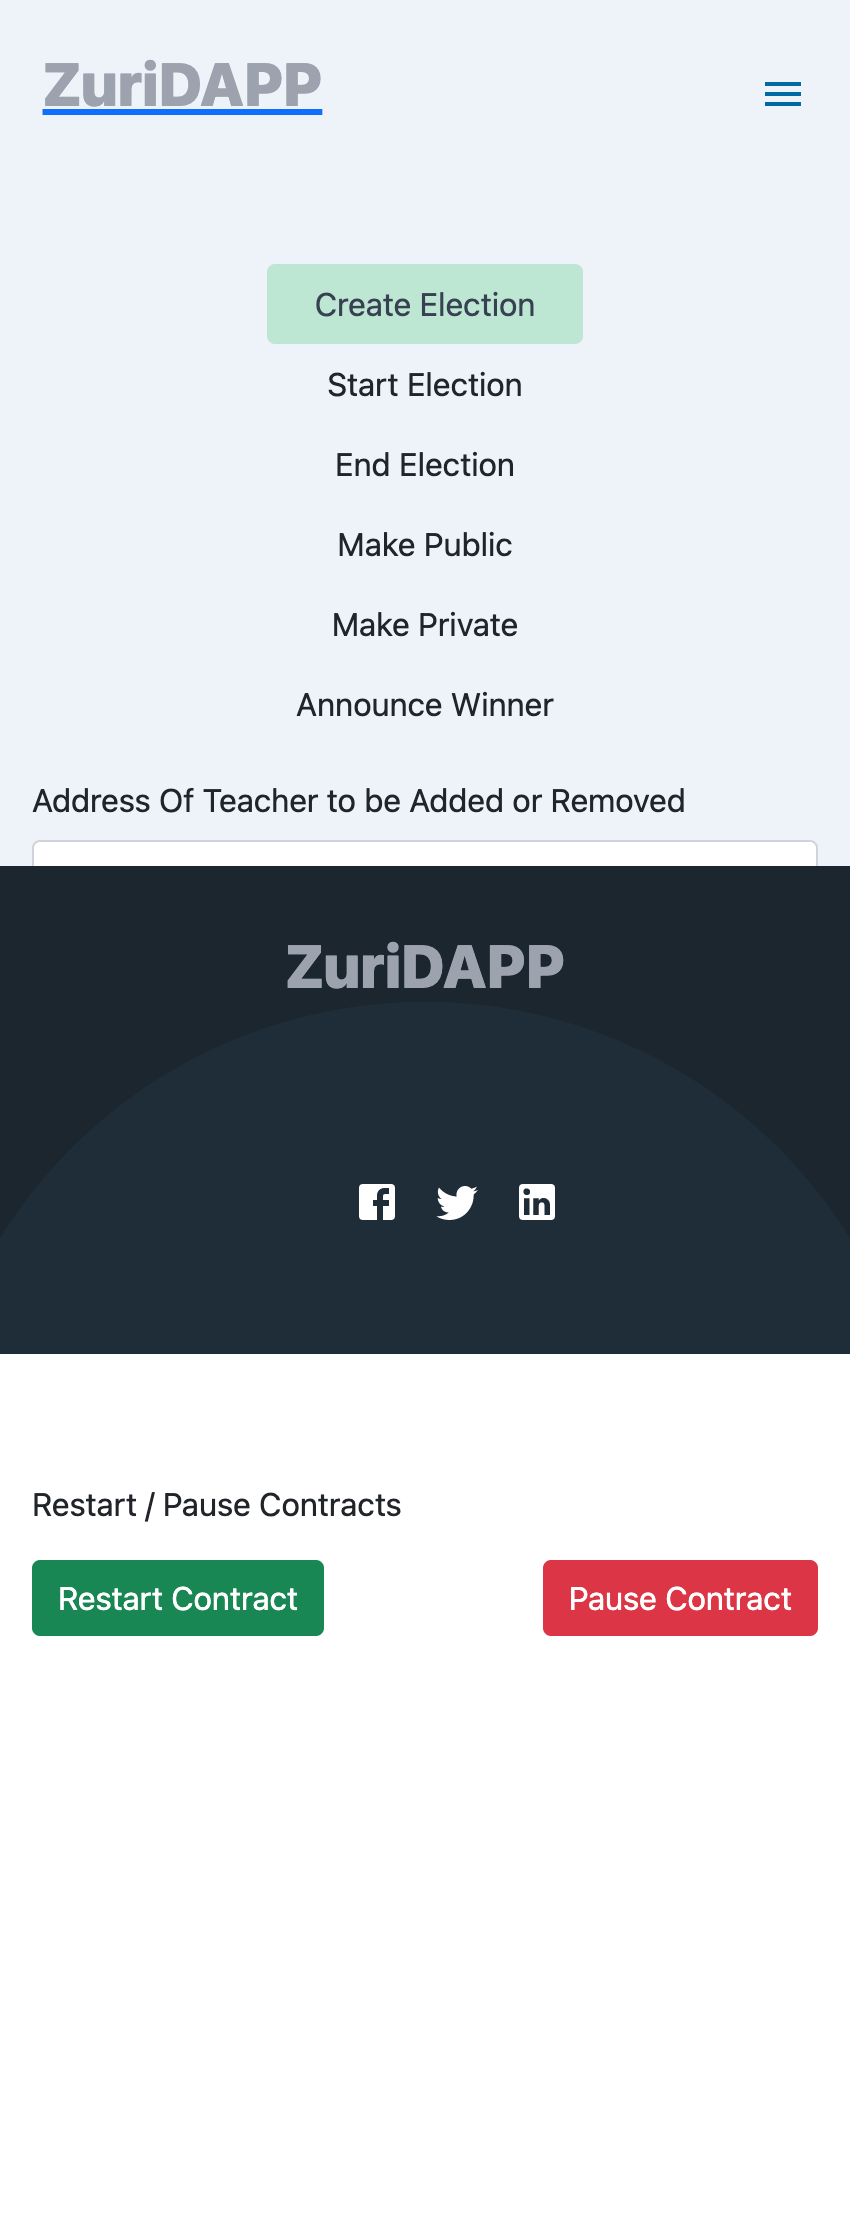 ZuriDAPP
Create Election
Start Election
End Election
Make Public
Make Private
Announce Winner
Address Of Teacher to be Added or Removed
ZuriDAPP
Restart / Pause Contracts
Restart Contract
Pause Contract